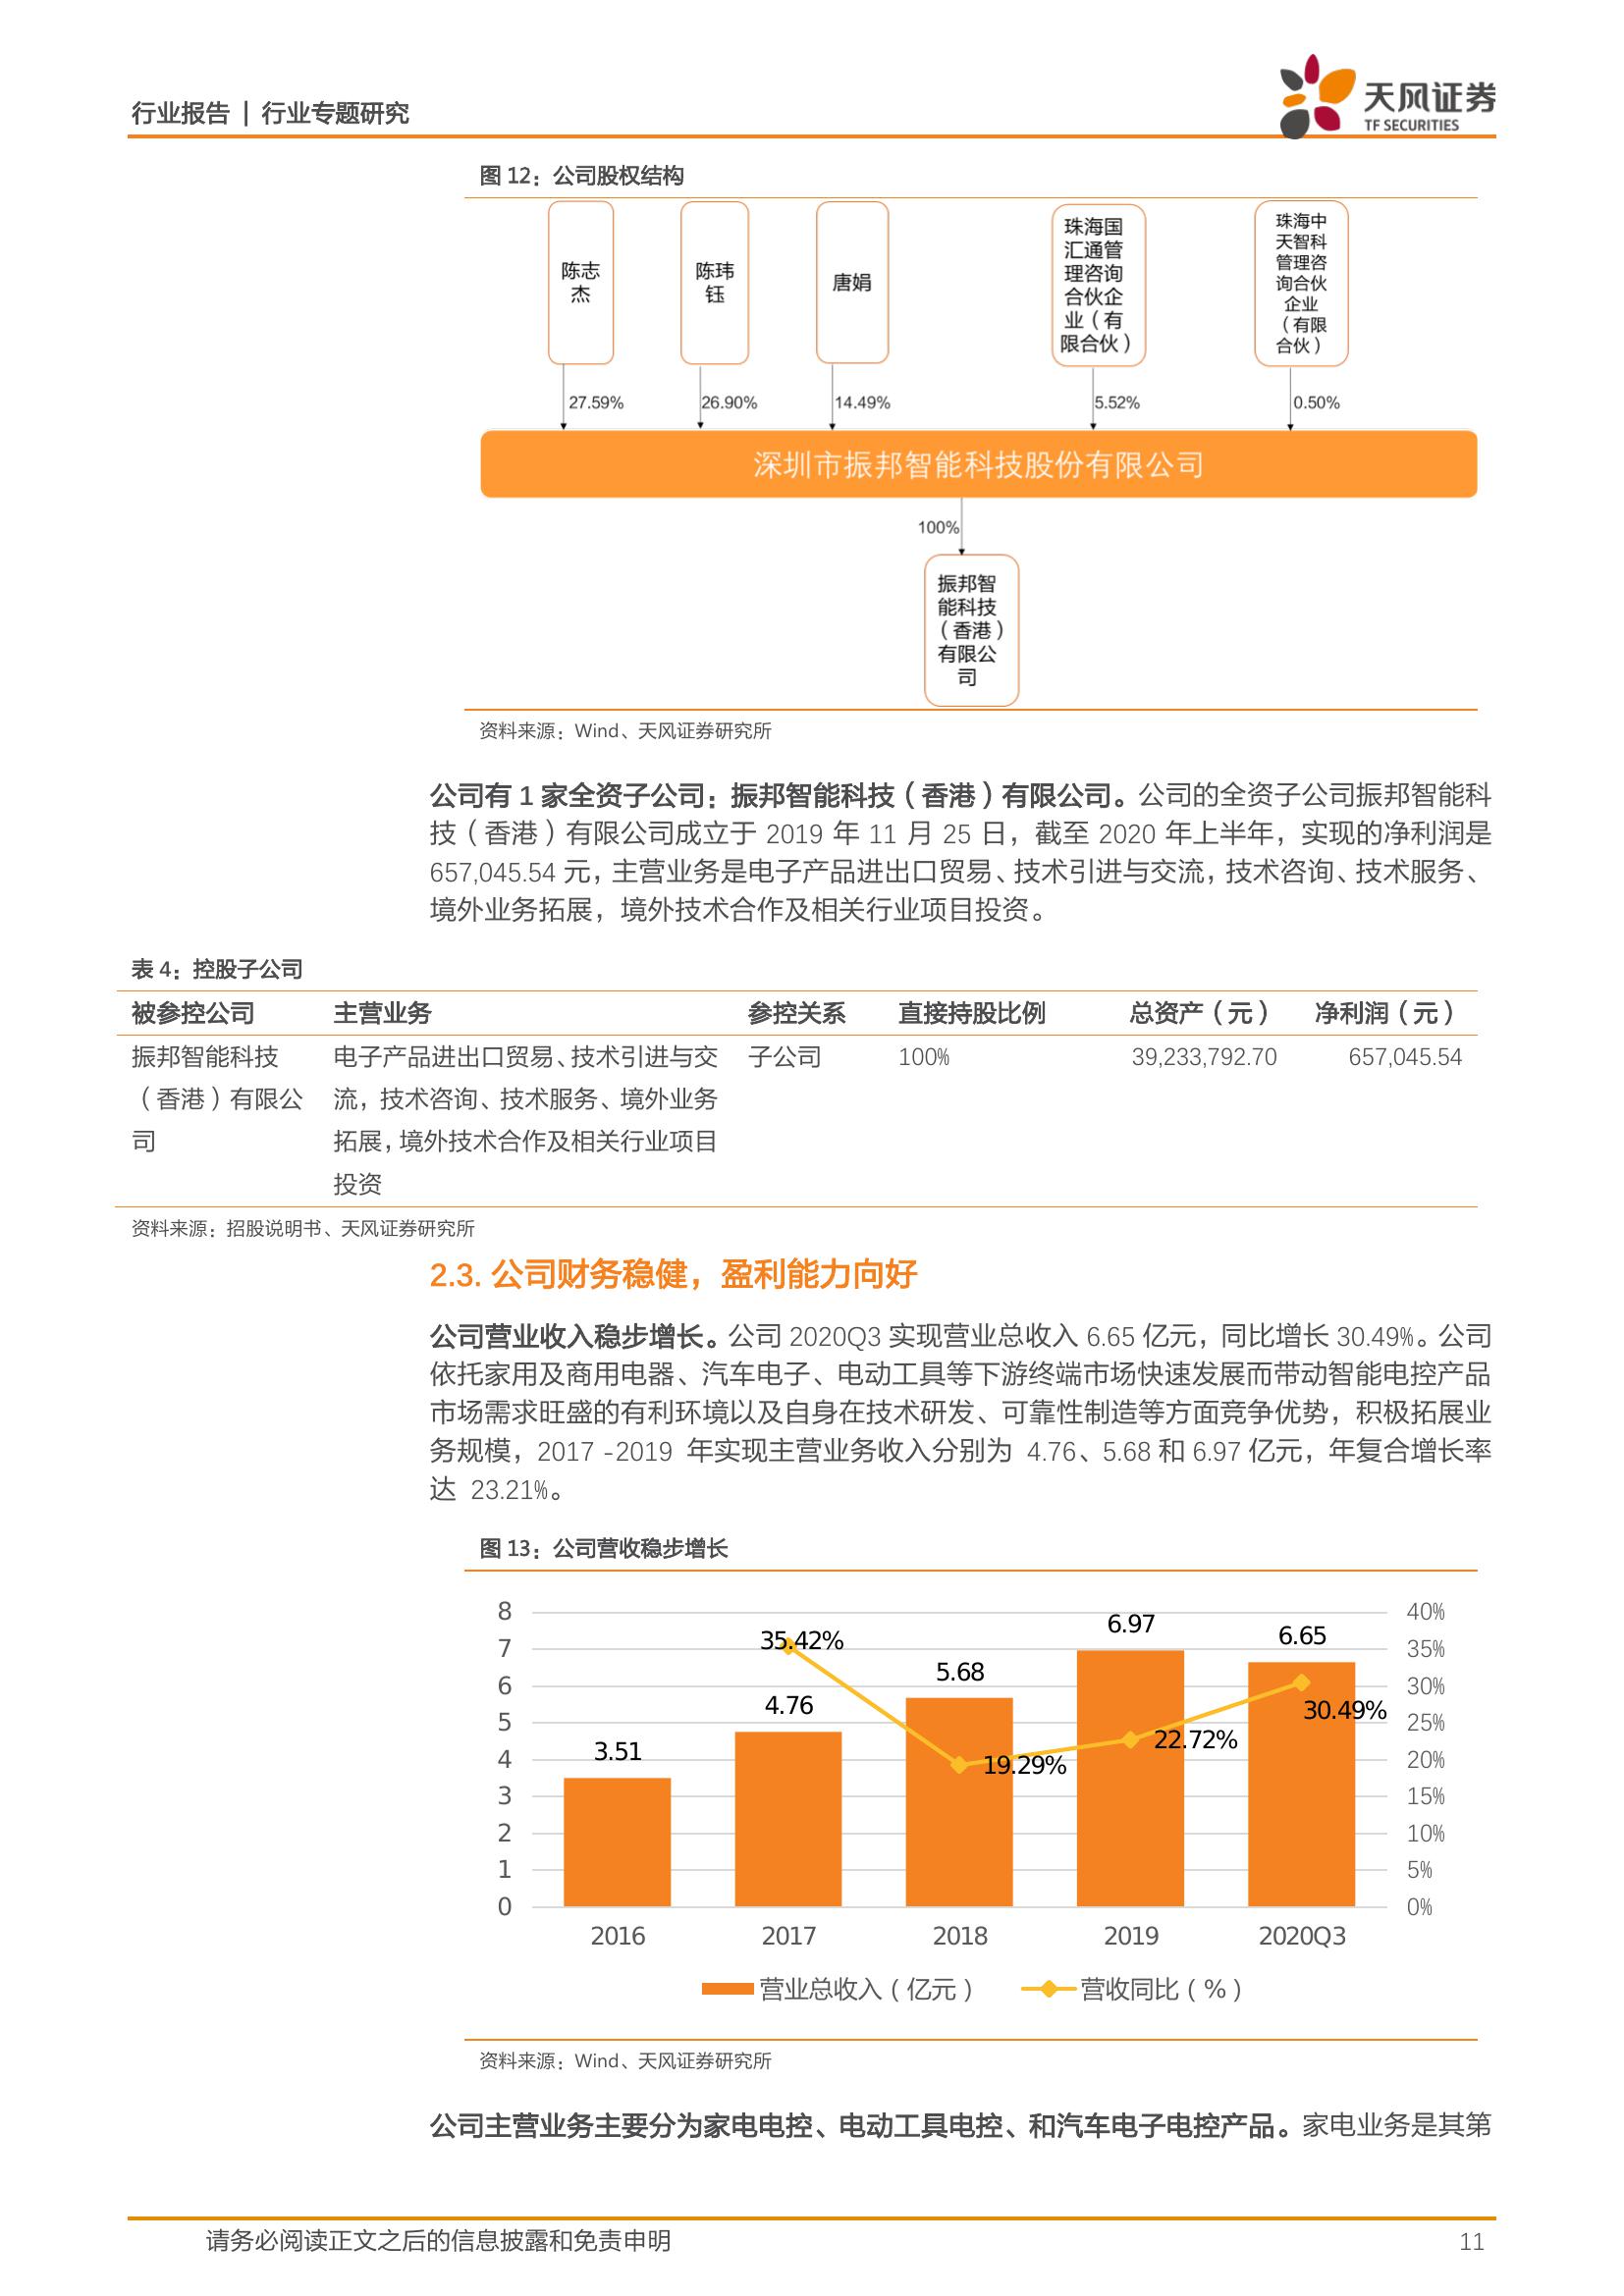 行业报告 | 行业专题研究
天风证券
TF SECURITIES
图 12：公司股权结构
陈志
杰
陈玮
钰
唐娟
珠海国
汇通管
理咨询
合伙企
业（有
限合伙）
珠海中
天智科
管理咨
询合伙
企业
（有限
合伙）
27.59%
26.90%
14.49%
5.52%
0.50%
深圳市振邦智能科技股份有限公司
100%
振邦智
能科技
（香港）
有限公
司
资料来源：Wind、天风证券研究所
公司有 1 家全资子公司：振邦智能科技（香港）有限公司。公司的全资子公司振邦智能科
技（香港）有限公司成立于 2019 年 11 月 25 日，截至 2020 年上半年，实现的净利润是
657,045.54 元，主营业务是电子产品进出口贸易、技术引进与交流，技术咨询、技术服务、
境外业务拓展，境外技术合作及相关行业项目投资。
表 4：控股子公司
被参控公司 主营业务 参控关系 直接持股比例 总资产（元） 净利润（元）
振邦智能科技 电子产品进出口贸易、技术引进与交 子公司 100% 39,233,792.70 657,045.54
（香港）有限公 流，技术咨询、技术服务、境外业务
司 拓展，境外技术合作及相关行业项目
投资
资料来源：招股说明书、天风证券研究所
2.3. 公司财务稳健，盈利能力向好
公司营业收入稳步增长。公司 2020Q3 实现营业总收入 6.65 亿元，同比增长 30.49%。公司
依托家用及商用电器、汽车电子、电动工具等下游终端市场快速发展而带动智能电控产品
市场需求旺盛的有利环境以及自身在技术研发、可靠性制造等方面竞争优势，积极拓展业
务规模，2017 -2019 年实现主营业务收入分别为 4.76、5.68 和 6.97 亿元，年复合增长率
达 23.21%。
图 13：公司营收稳步增长
8 40%
7 35%
6 30%
5 25%
4 20%
3 15%
2 10%
1 5%
0 0%
3.51
4.76
5.68
6.97
6.65
35.42%
19.29%
22.72%
30.49%
2016 2017 2018 2019 2020Q3
营业总收入（亿元） 营收同比（%）
资料来源：Wind、天风证券研究所
公司主营业务主要分为家电电控、电动工具电控、和汽车电子电控产品。家电业务是其第
请务必阅读正文之后的信息披露和免责申明 11